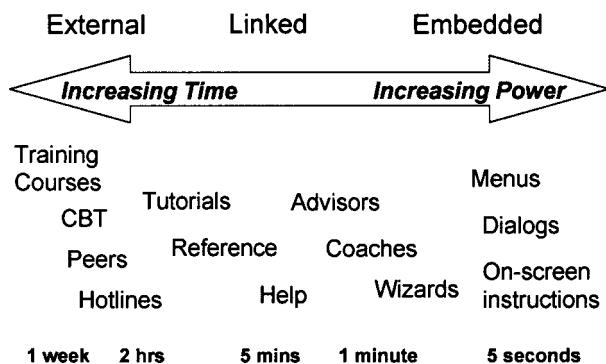 External Linked Embedded
Increasing Time Increasing Power
Training
Courses
Menus
Tutorials Advisors
CBT
Dialogs
Reference Coaches
Peers
On-screen
instructions
Hotlines Help Wizards
1 week 2 hrs 5 mins 1 minute 5 seconds